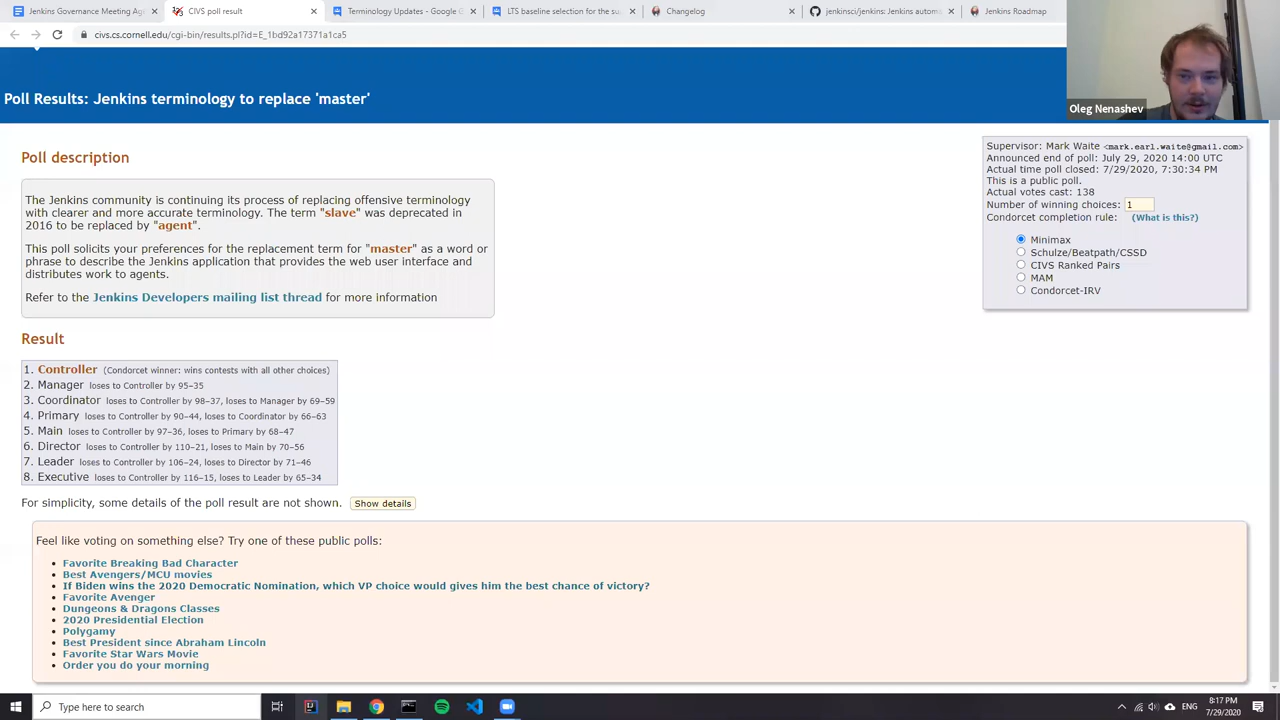 Jenkins Governance Meeting Age
CIVS poll result
Terminology Updates - Google D
LTS baseline selection for the su
Changelog
jenkinsci/jenkins: Jenkins autom
Jenkins Roadmap
civs.cs.cornell.edu/cgi-bin/results.pl?id=E_1bd92a17371a1ca5
Oleg Nenashev
Poll Results: Jenkins terminology to replace 'master'
Poll description
The Jenkins community is continuing its process of replacing offensive terminology
with clearer and more accurate terminology. The term "slave" was deprecated in
2016 to be replaced by "agent".
This poll solicits your preferences for the replacement term for "master" as a word or
phrase to describe the Jenkins application that provides the web user interface and
distributes work to agents.
Refer to the Jenkins Developers mailing list thread for more information
Supervisor: Mark Waite <mark.earl.waite@gmail.com>
Announced end of poll: July 29, 2020 14:00 UTC
Actual time poll closed: 7/29/2020, 7:30:34 PM
This is a public poll.
Actual votes cast: 138
Number of winning choices: 1
Condorcet completion rule: (What is this?)
Minimax
Schulze/Beatpath/CSSD
CIVS Ranked Pairs
MAM
Condorcet-IRV
Result
1. Controller (Condorcet winner: wins contests with all other choices)
2. Manager loses to Controller by 95–35
3. Coordinator loses to Controller by 98–37, loses to Manager by 69–59
4. Primary loses to Controller by 90–44, loses to Coordinator by 66–63
5. Main loses to Controller by 97–36, loses to Primary by 68–47
6. Director loses to Controller by 110–21, loses to Main by 70–56
7. Leader loses to Controller by 106–24, loses to Director by 71–46
8. Executive loses to Controller by 116–15, loses to Leader by 65–34
For simplicity, some details of the poll result are not shown. Show details
Feel like voting on something else? Try one of these public polls:
Favorite Breaking Bad Character
Best Avengers/MCU movies
If Biden wins the 2020 Democratic Nomination, which VP choice would gives him the best chance of victory?
Favorite Avenger
Dungeons & Dragons Classes
2020 Presidential Election
Polygamy
Best President since Abraham Lincoln
Favorite Star Wars Movie
Order you do your morning
Type here to search
ENG
8:17 PM
7/29/2020